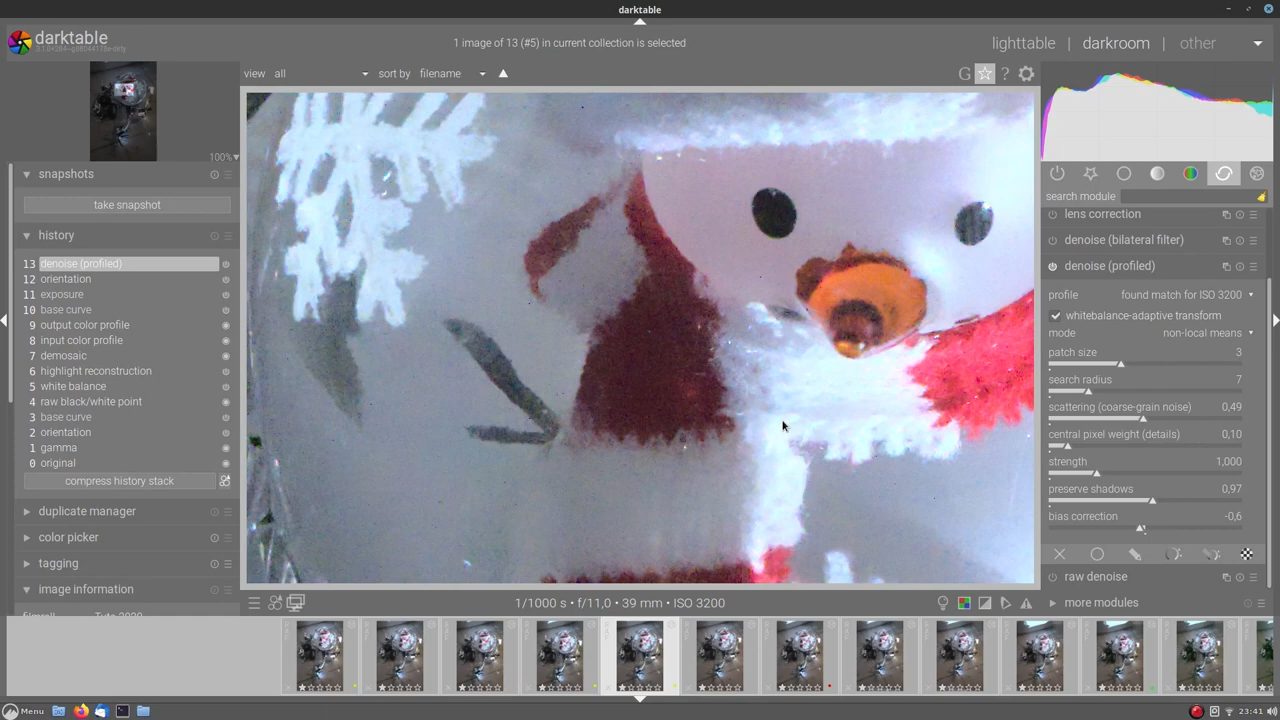 darktable
darktable
3.1.0+284~g88044178e-dirty
1 image of 13 (#5) in current collection is selected
lighttable | darkroom | other
view all sort by filename
G ?
100%
search module
snapshots
take snapshot
history
13 denoise (profiled)
12 orientation
11 exposure
10 base curve
9 output color profile
8 input color profile
7 demosaic
6 highlight reconstruction
5 white balance
4 raw black/white point
3 base curve
2 orientation
1 gamma
0 original
compress history stack
duplicate manager
color picker
tagging
image information
lens correction
denoise (bilateral filter)
denoise (profiled)
profile found match for ISO 3200
whitebalance-adaptive transform
mode non-local means
patch size 3
search radius 7
scattering (coarse-grain noise) 0,49
central pixel weight (details) 0,10
strength 1,000
preserve shadows 0,97
bias correction -0,6
raw denoise
more modules
1/1000 s • f/11,0 • 39 mm • ISO 3200
Menu
23:41